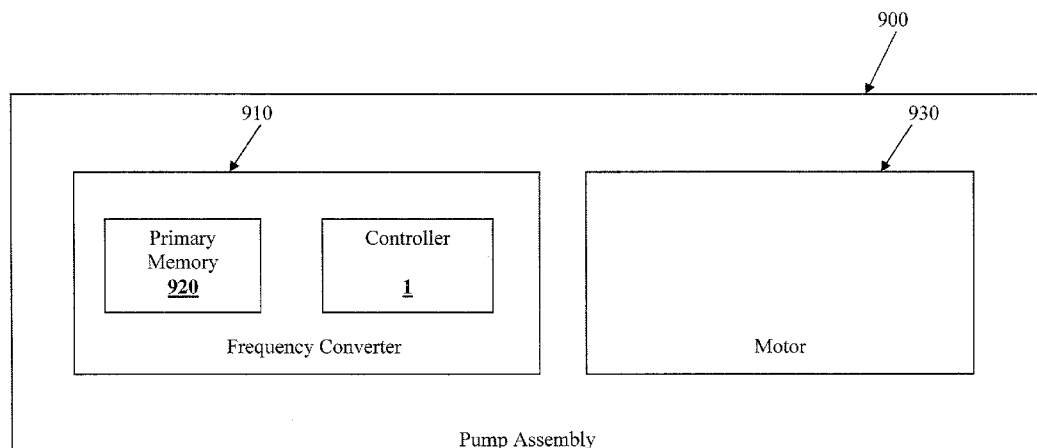 900
910
930
Primary
Memory
920
Controller
1
Frequency Converter
Motor
Pump Assembly